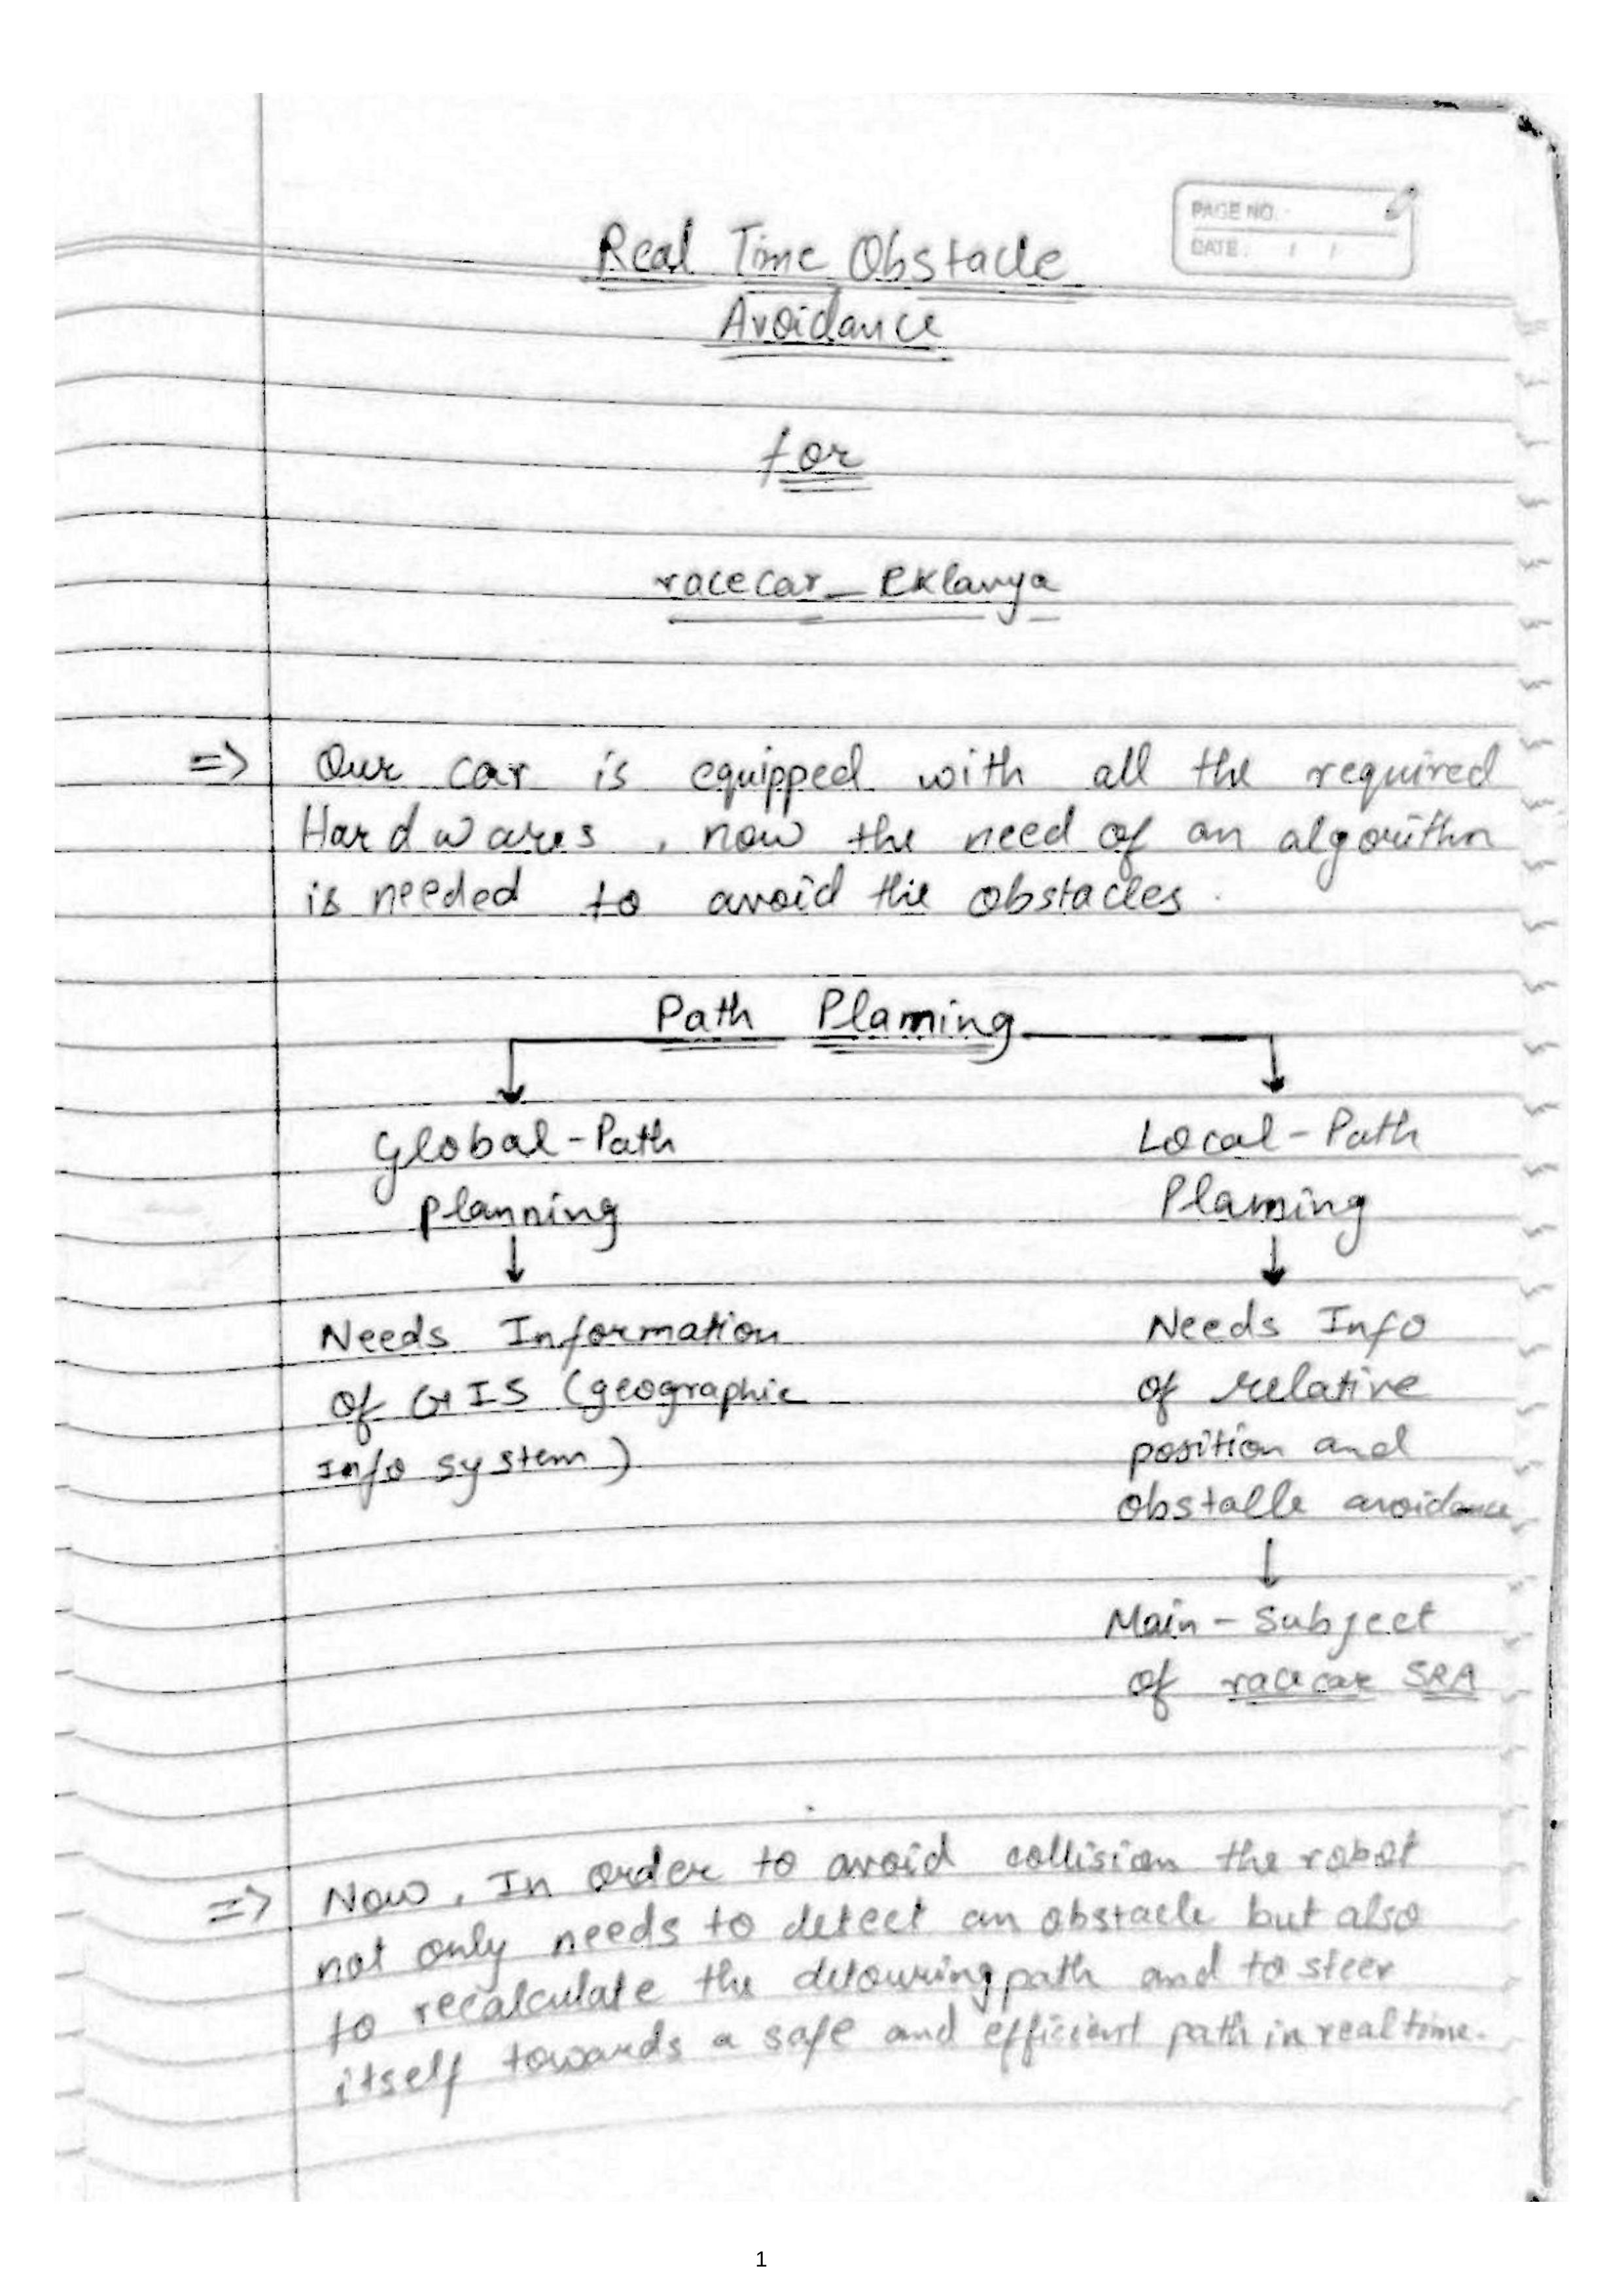 PAGE NO.
DATE: / /
Real Time Obstacle
Avoidance
for
racecar_Eklavya
=> Our car is equipped with all the required
Hardwares, now the need of an algorithm
is needed to avoid the obstacles.
Path Planning
Global-Path
Planning
Needs Information
of GIS (geographic
Info system)
Local-Path
Planning
Needs Info
of relative
position and
obstacle avoidance
Main-Subject
of racecar SRA
=> Now, In order to avoid collision the robot
not only needs to detect an obstacle but also
to recalculate the detouring path and to steer
itself towards a safe and efficient path in real time.
1